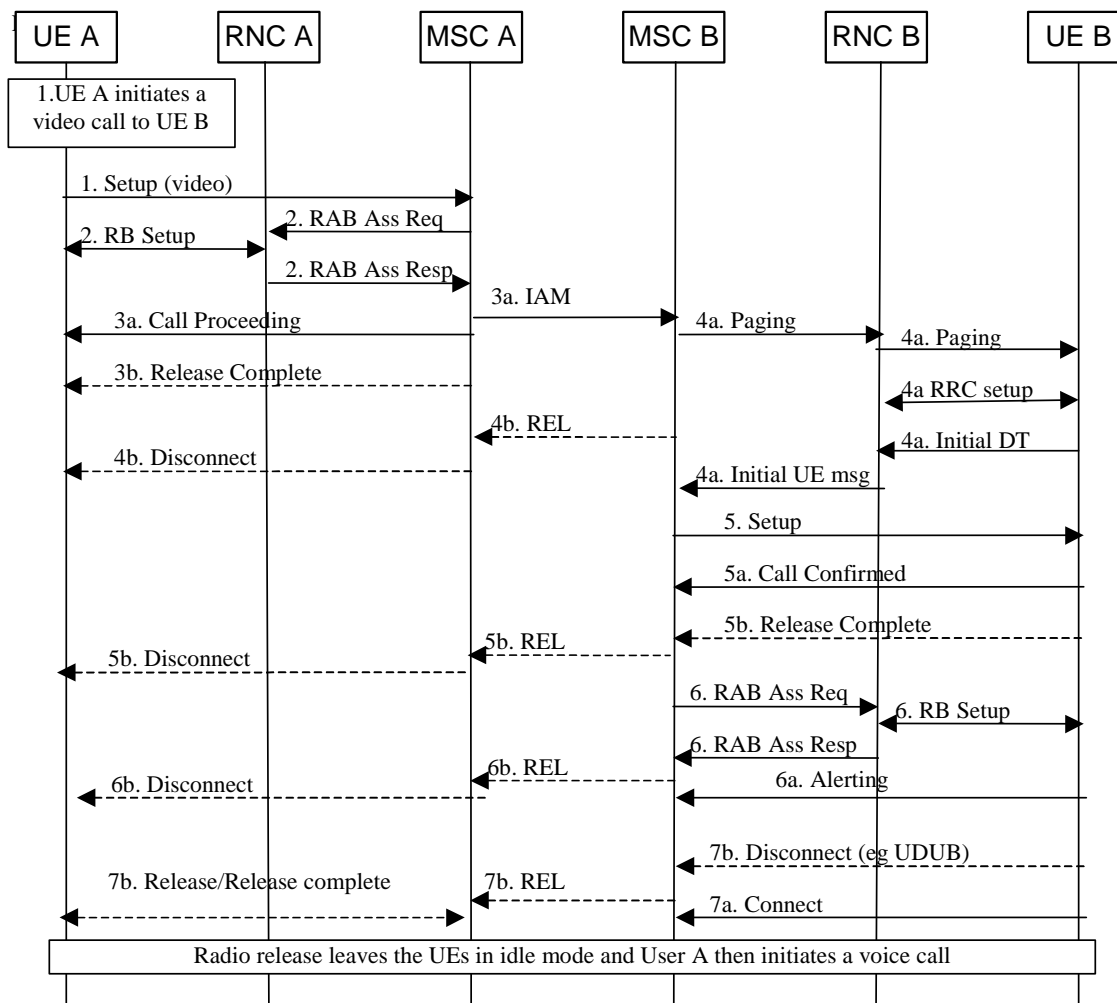 UE A
RNC A
MSC A
MSC B
RNC B
UE B
1.UE A initiates a
video call to UE B
1. Setup (video)
2. RAB Ass Req
2. RB Setup
2. RAB Ass Resp
3a. IAM
3a. Call Proceeding
4a. Paging
4a. Paging
3b. Release Complete
4a RRC setup
4b. REL
4a. Initial DT
4b. Disconnect
4a. Initial UE msg
5. Setup
5a. Call Confirmed
5b. Release Complete
5b. REL
5b. Disconnect
6. RAB Ass Req
6. RB Setup
6. RAB Ass Resp
6b. REL
6b. Disconnect
6a. Alerting
7b. Disconnect (eg UDUB)
7b. Release/Release complete
7b. REL
7a. Connect
Radio release leaves the UEs in idle mode and User A then initiates a voice call